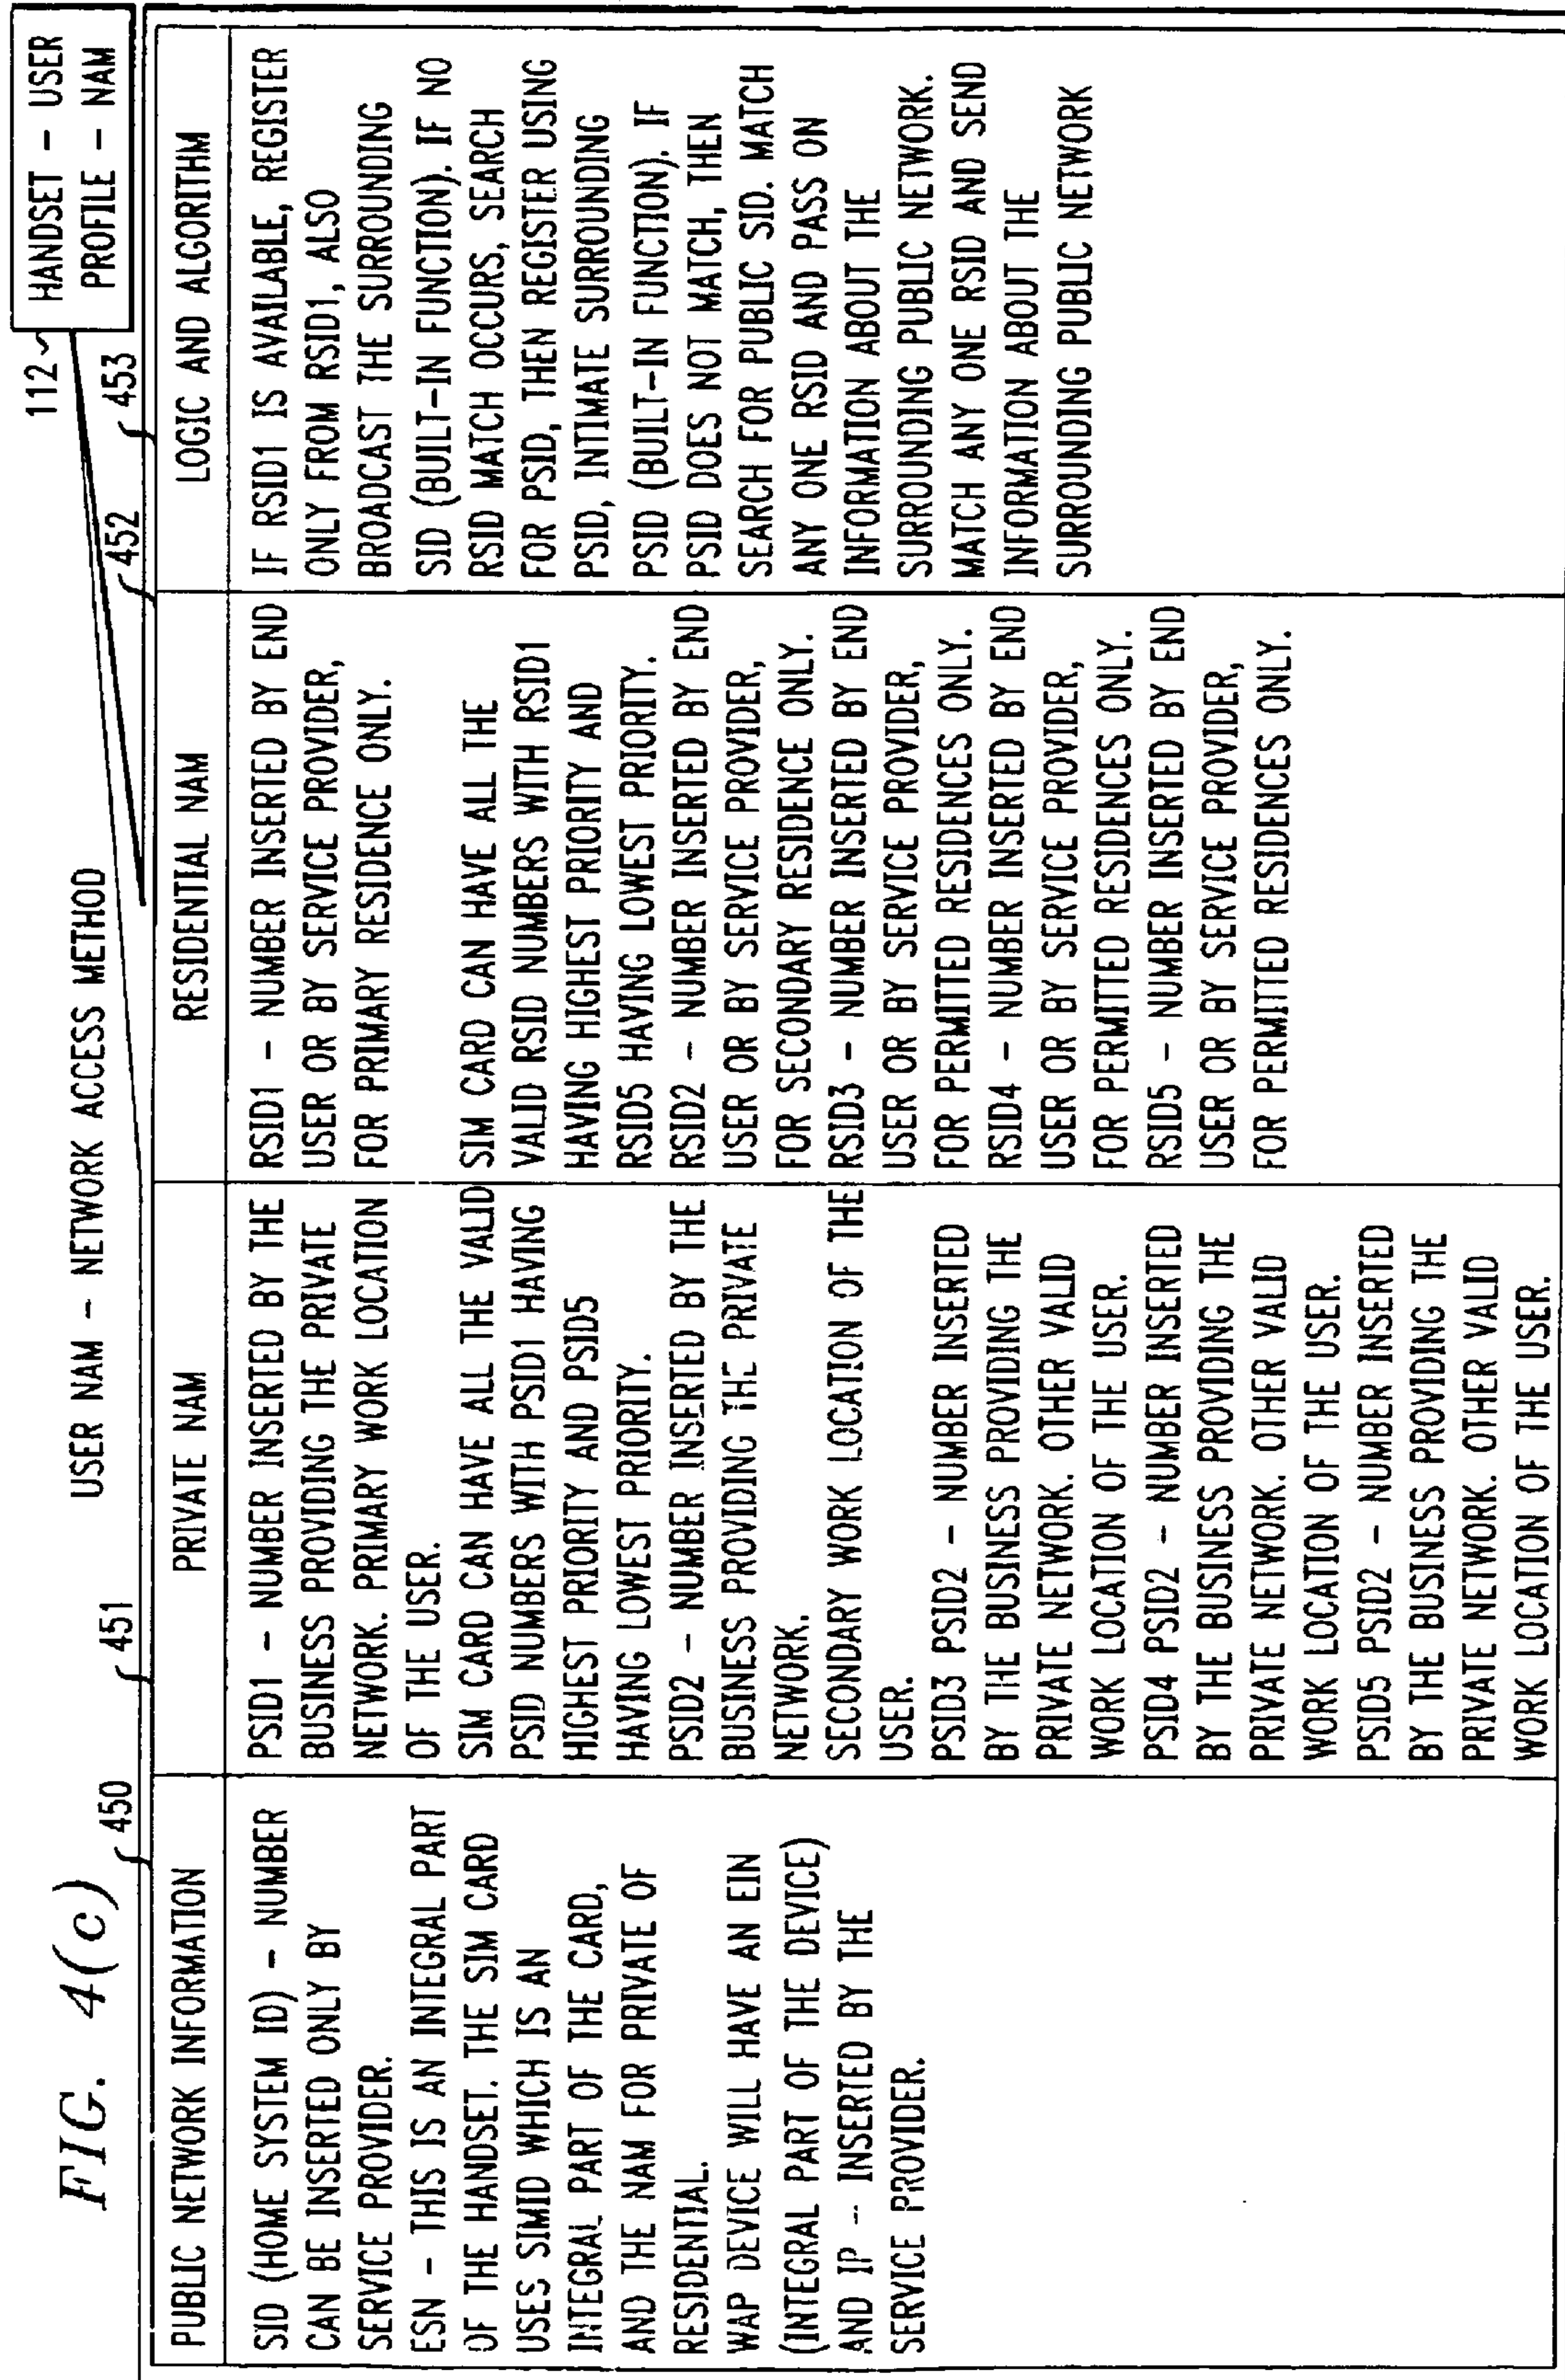 FIG. 4(c)
USER NAM - NETWORK ACCESS METHOD
112
HANDSET - USER
PROFILE - NAM
450
451
452
453
PUBLIC NETWORK INFORMATION
SID (HOME SYSTEM ID) - NUMBER
CAN BE INSERTED ONLY BY
SERVICE PROVIDER.
ESN - THIS IS AN INTEGRAL PART
OF THE HANDSET. THE SIM CARD
USES SIMID WHICH IS AN
INTEGRAL PART OF THE CARD,
AND THE NAM FOR PRIVATE OF
RESIDENTIAL.
WAP DEVICE WILL HAVE AN EIN
(INTEGRAL PART OF THE DEVICE)
AND IP -- INSERTED BY THE
SERVICE PROVIDER.
PRIVATE NAM
PSID1 - NUMBER INSERTED BY THE
BUSINESS PROVIDING THE PRIVATE
NETWORK. PRIMARY WORK LOCATION
OF THE USER.
SIM CARD CAN HAVE ALL THE VALID
PSID NUMBERS WITH PSID1 HAVING
HIGHEST PRIORITY AND PSID5
HAVING LOWEST PRIORITY.
PSID2 - NUMBER INSERTED BY THE
BUSINESS PROVIDING THE PRIVATE
NETWORK.
SECONDARY WORK LOCATION OF THE
USER.
PSID3 PSID2 - NUMBER INSERTED
BY THE BUSINESS PROVIDING THE
PRIVATE NETWORK. OTHER VALID
WORK LOCATION OF THE USER.
PSID4 PSID2 - NUMBER INSERTED
BY THE BUSINESS PROVIDING THE
PRIVATE NETWORK. OTHER VALID
WORK LOCATION OF THE USER.
PSID5 PSID2 - NUMBER INSERTED
BY THE BUSINESS PROVIDING THE
PRIVATE NETWORK. OTHER VALID
WORK LOCATION OF THE USER.
RESIDENTIAL NAM
RSID1 - NUMBER INSERTED BY END
USER OR BY SERVICE PROVIDER,
FOR PRIMARY RESIDENCE ONLY.
SIM CARD CAN HAVE ALL THE
VALID RSID NUMBERS WITH RSID1
HAVING HIGHEST PRIORITY AND
RSID5 HAVING LOWEST PRIORITY.
RSID2 - NUMBER INSERTED BY END
USER OR BY SERVICE PROVIDER,
FOR SECONDARY RESIDENCE ONLY.
RSID3 - NUMBER INSERTED BY END
USER OR BY SERVICE PROVIDER,
FOR PERMITTED RESIDENCES ONLY.
RSID4 - NUMBER INSERTED BY END
USER OR BY SERVICE PROVIDER,
FOR PERMITTED RESIDENCES ONLY.
RSID5 - NUMBER INSERTED BY END
USER OR BY SERVICE PROVIDER,
FOR PERMITTED RESIDENCES ONLY.
LOGIC AND ALGORITHM
IF RSID1 IS AVAILABLE, REGISTER
ONLY FROM RSID1, ALSO
BROADCAST THE SURROUNDING
SID (BUILT-IN FUNCTION). IF NO
RSID MATCH OCCURS, SEARCH
FOR PSID, THEN REGISTER USING
PSID, INTIMATE SURROUNDING
PSID (BUILT-IN FUNCTION). IF
PSID DOES NOT MATCH, THEN
SEARCH FOR PUBLIC SID. MATCH
ANY ONE RSID AND PASS ON
INFORMATION ABOUT THE
SURROUNDING PUBLIC NETWORK.
MATCH ANY ONE RSID AND SEND
INFORMATION ABOUT THE
SURROUNDING PUBLIC NETWORK